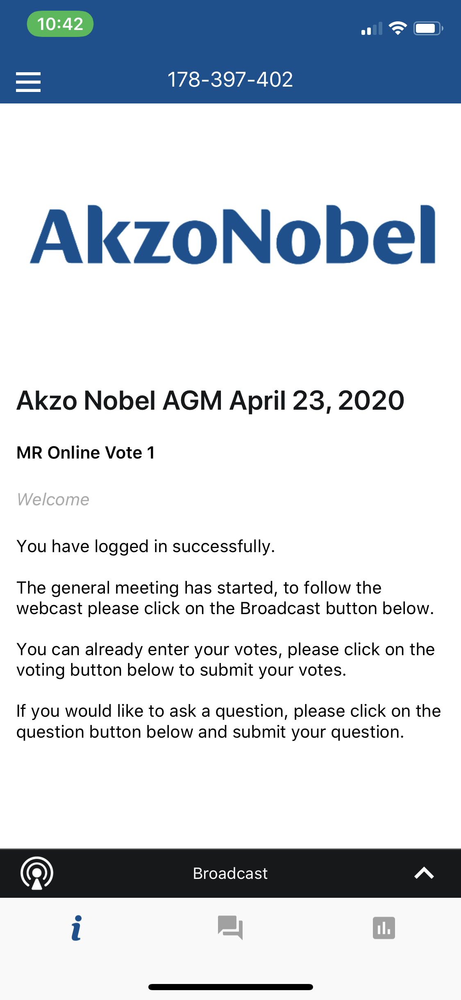 10:42
178-397-402
AkzoNobel
Akzo Nobel AGM April 23, 2020
MR Online Vote 1
Welcome
You have logged in successfully.
The general meeting has started, to follow the
webcast please click on the Broadcast button below.
You can already enter your votes, please click on the
voting button below to submit your votes.
If you would like to ask a question, please click on the
question button below and submit your question.
Broadcast